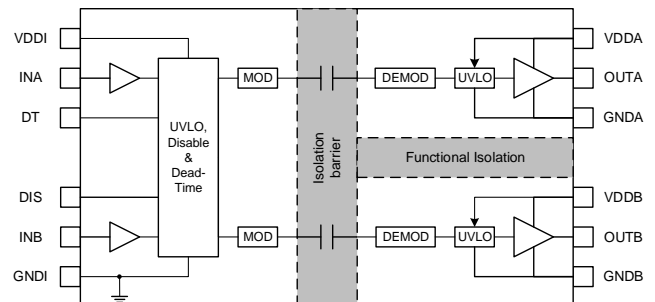 VDDI
INA
DT
DIS
INB
GNDI
UVLO,
Disable
&
Dead-
Time
MOD
MOD
Isolation
barrier
DEMOD
UVLO
Functional Isolation
DEMOD
UVLO
VDDA
OUTA
GNDA
VDDB
OUTB
GNDB